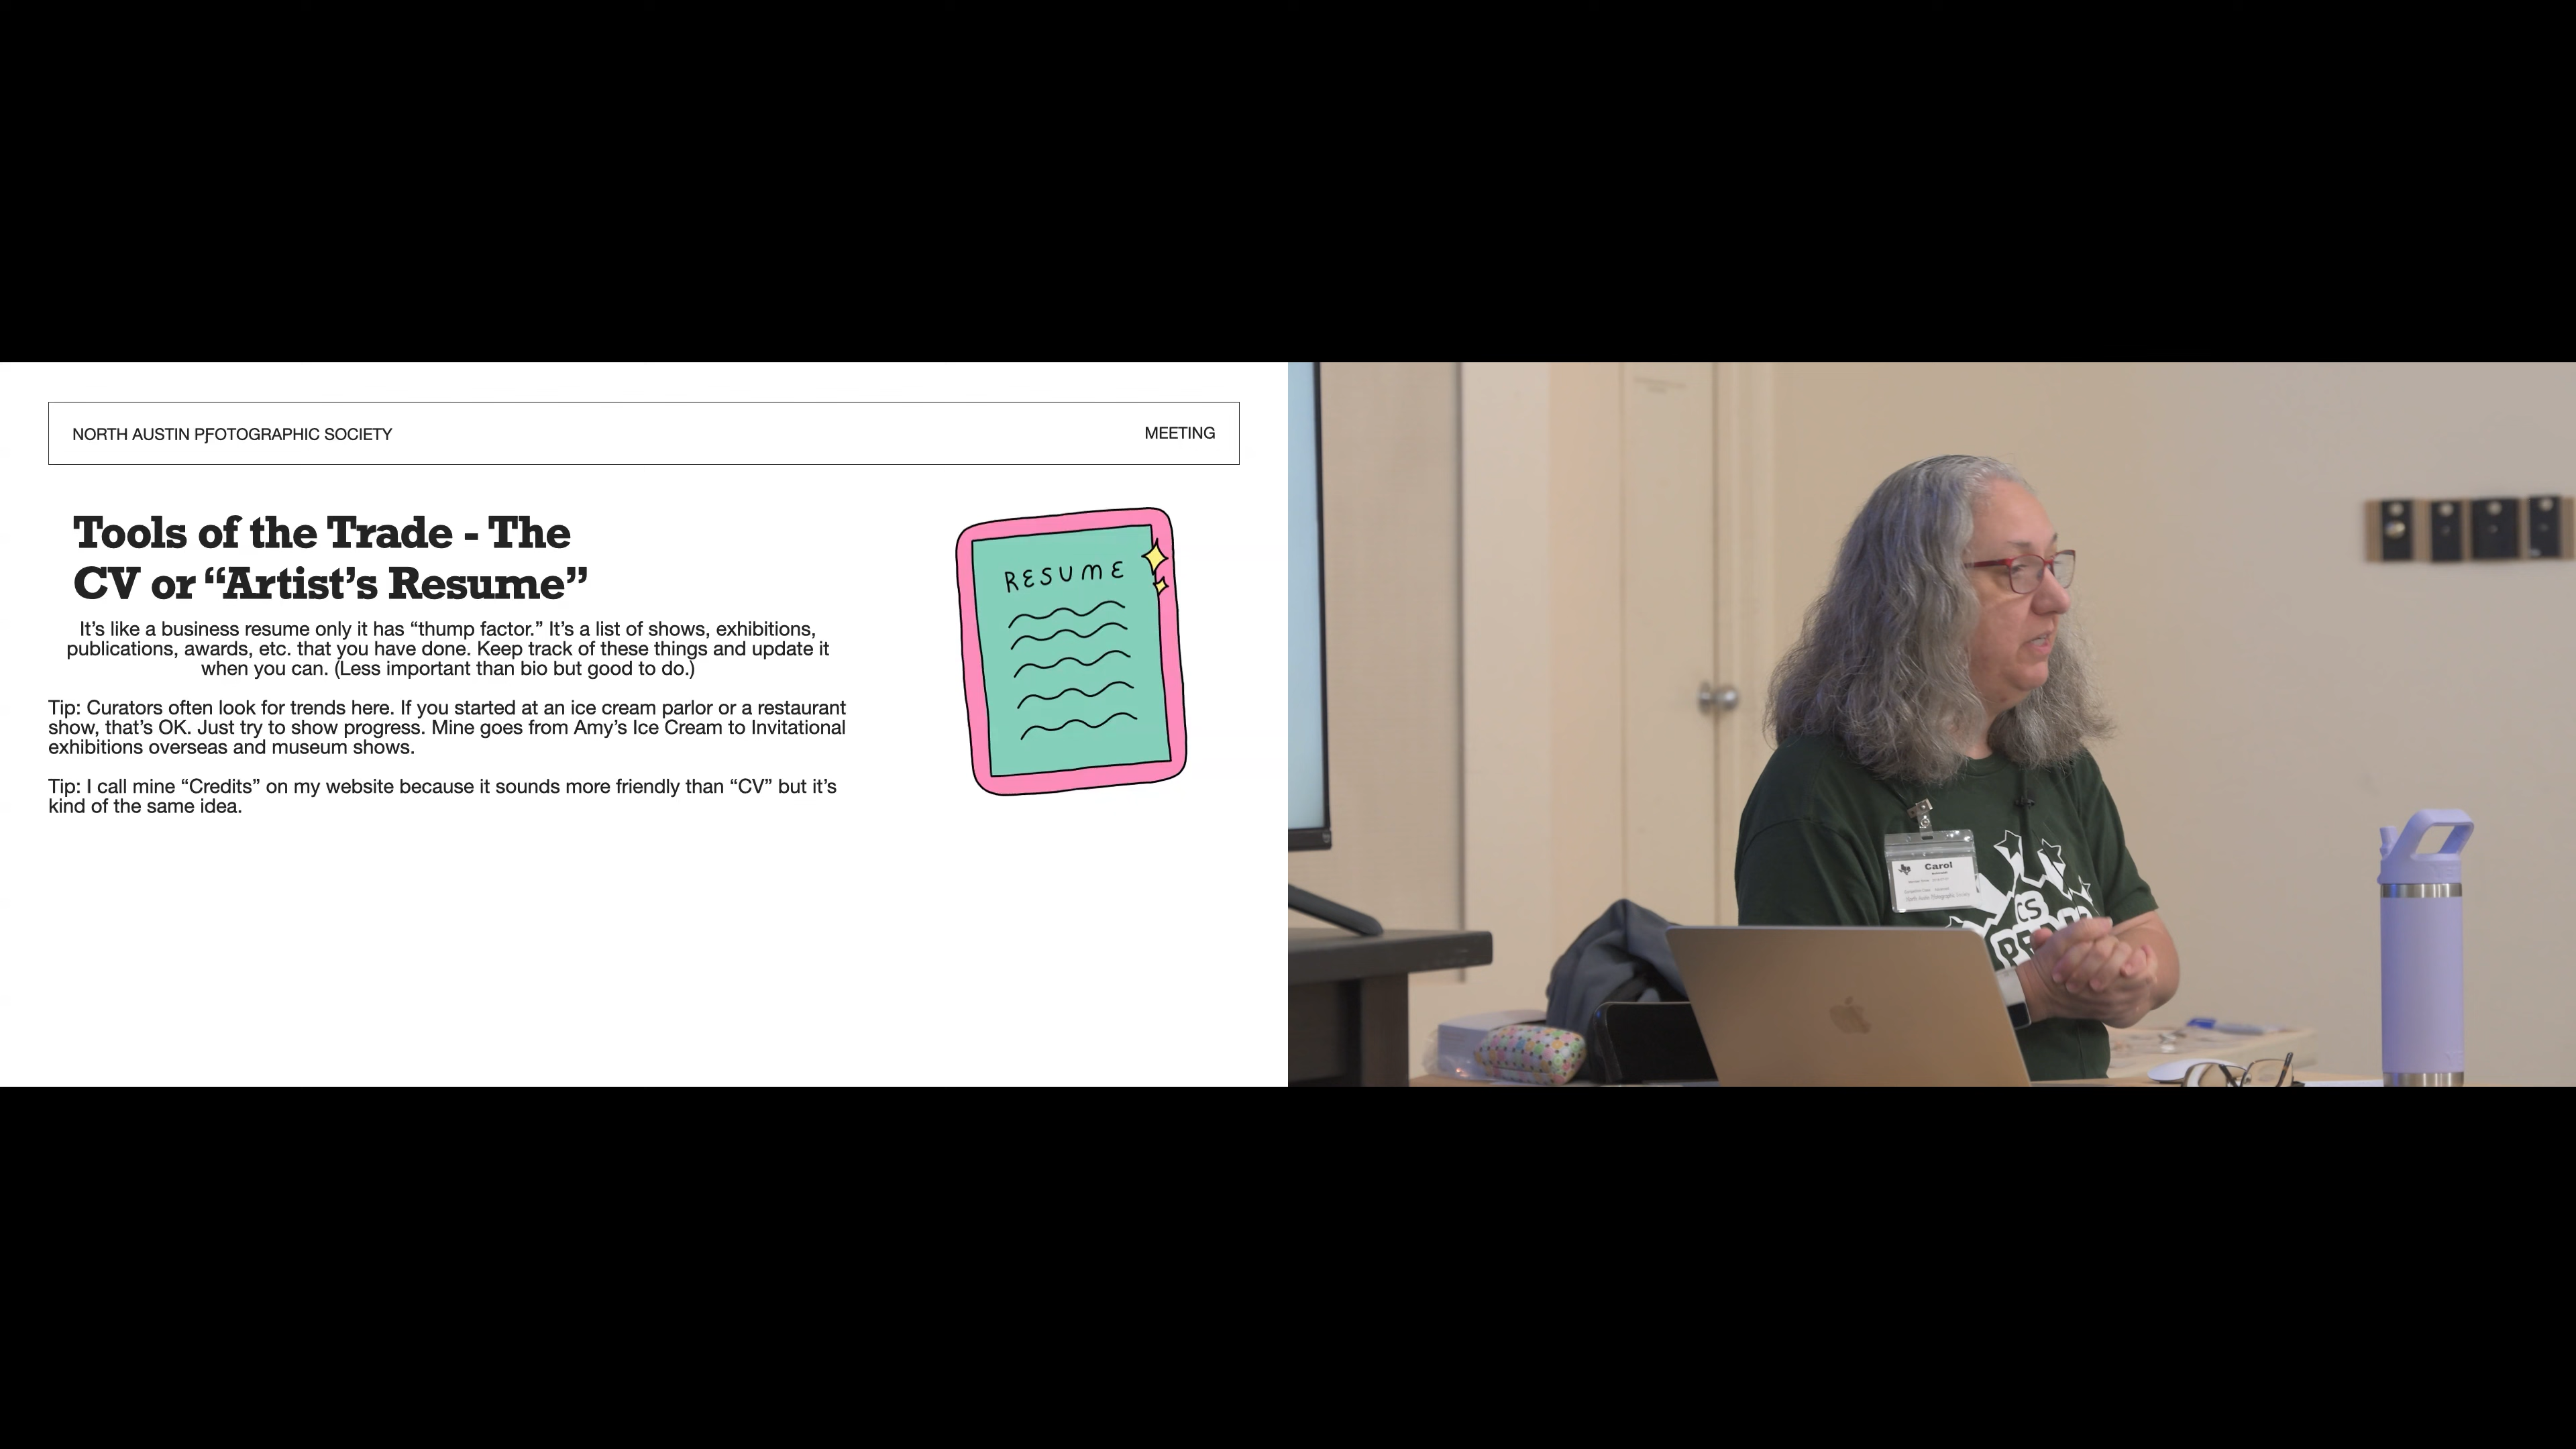 NORTH AUSTIN PƑOTOGRAPHIC SOCIETY
MEETING
Tools of the Trade - The
CV or “Artist’s Resume”
It’s like a business resume only it has “thump factor.” It’s a list of shows, exhibitions,
publications, awards, etc. that you have done. Keep track of these things and update it
when you can. (Less important than bio but good to do.)
Tip: Curators often look for trends here. If you started at an ice cream parlor or a restaurant
show, that’s OK. Just try to show progress. Mine goes from Amy’s Ice Cream to Invitational
exhibitions overseas and museum shows.
Tip: I call mine “Credits” on my website because it sounds more friendly than “CV” but it’s
kind of the same idea.
RESUME
Carol
CS